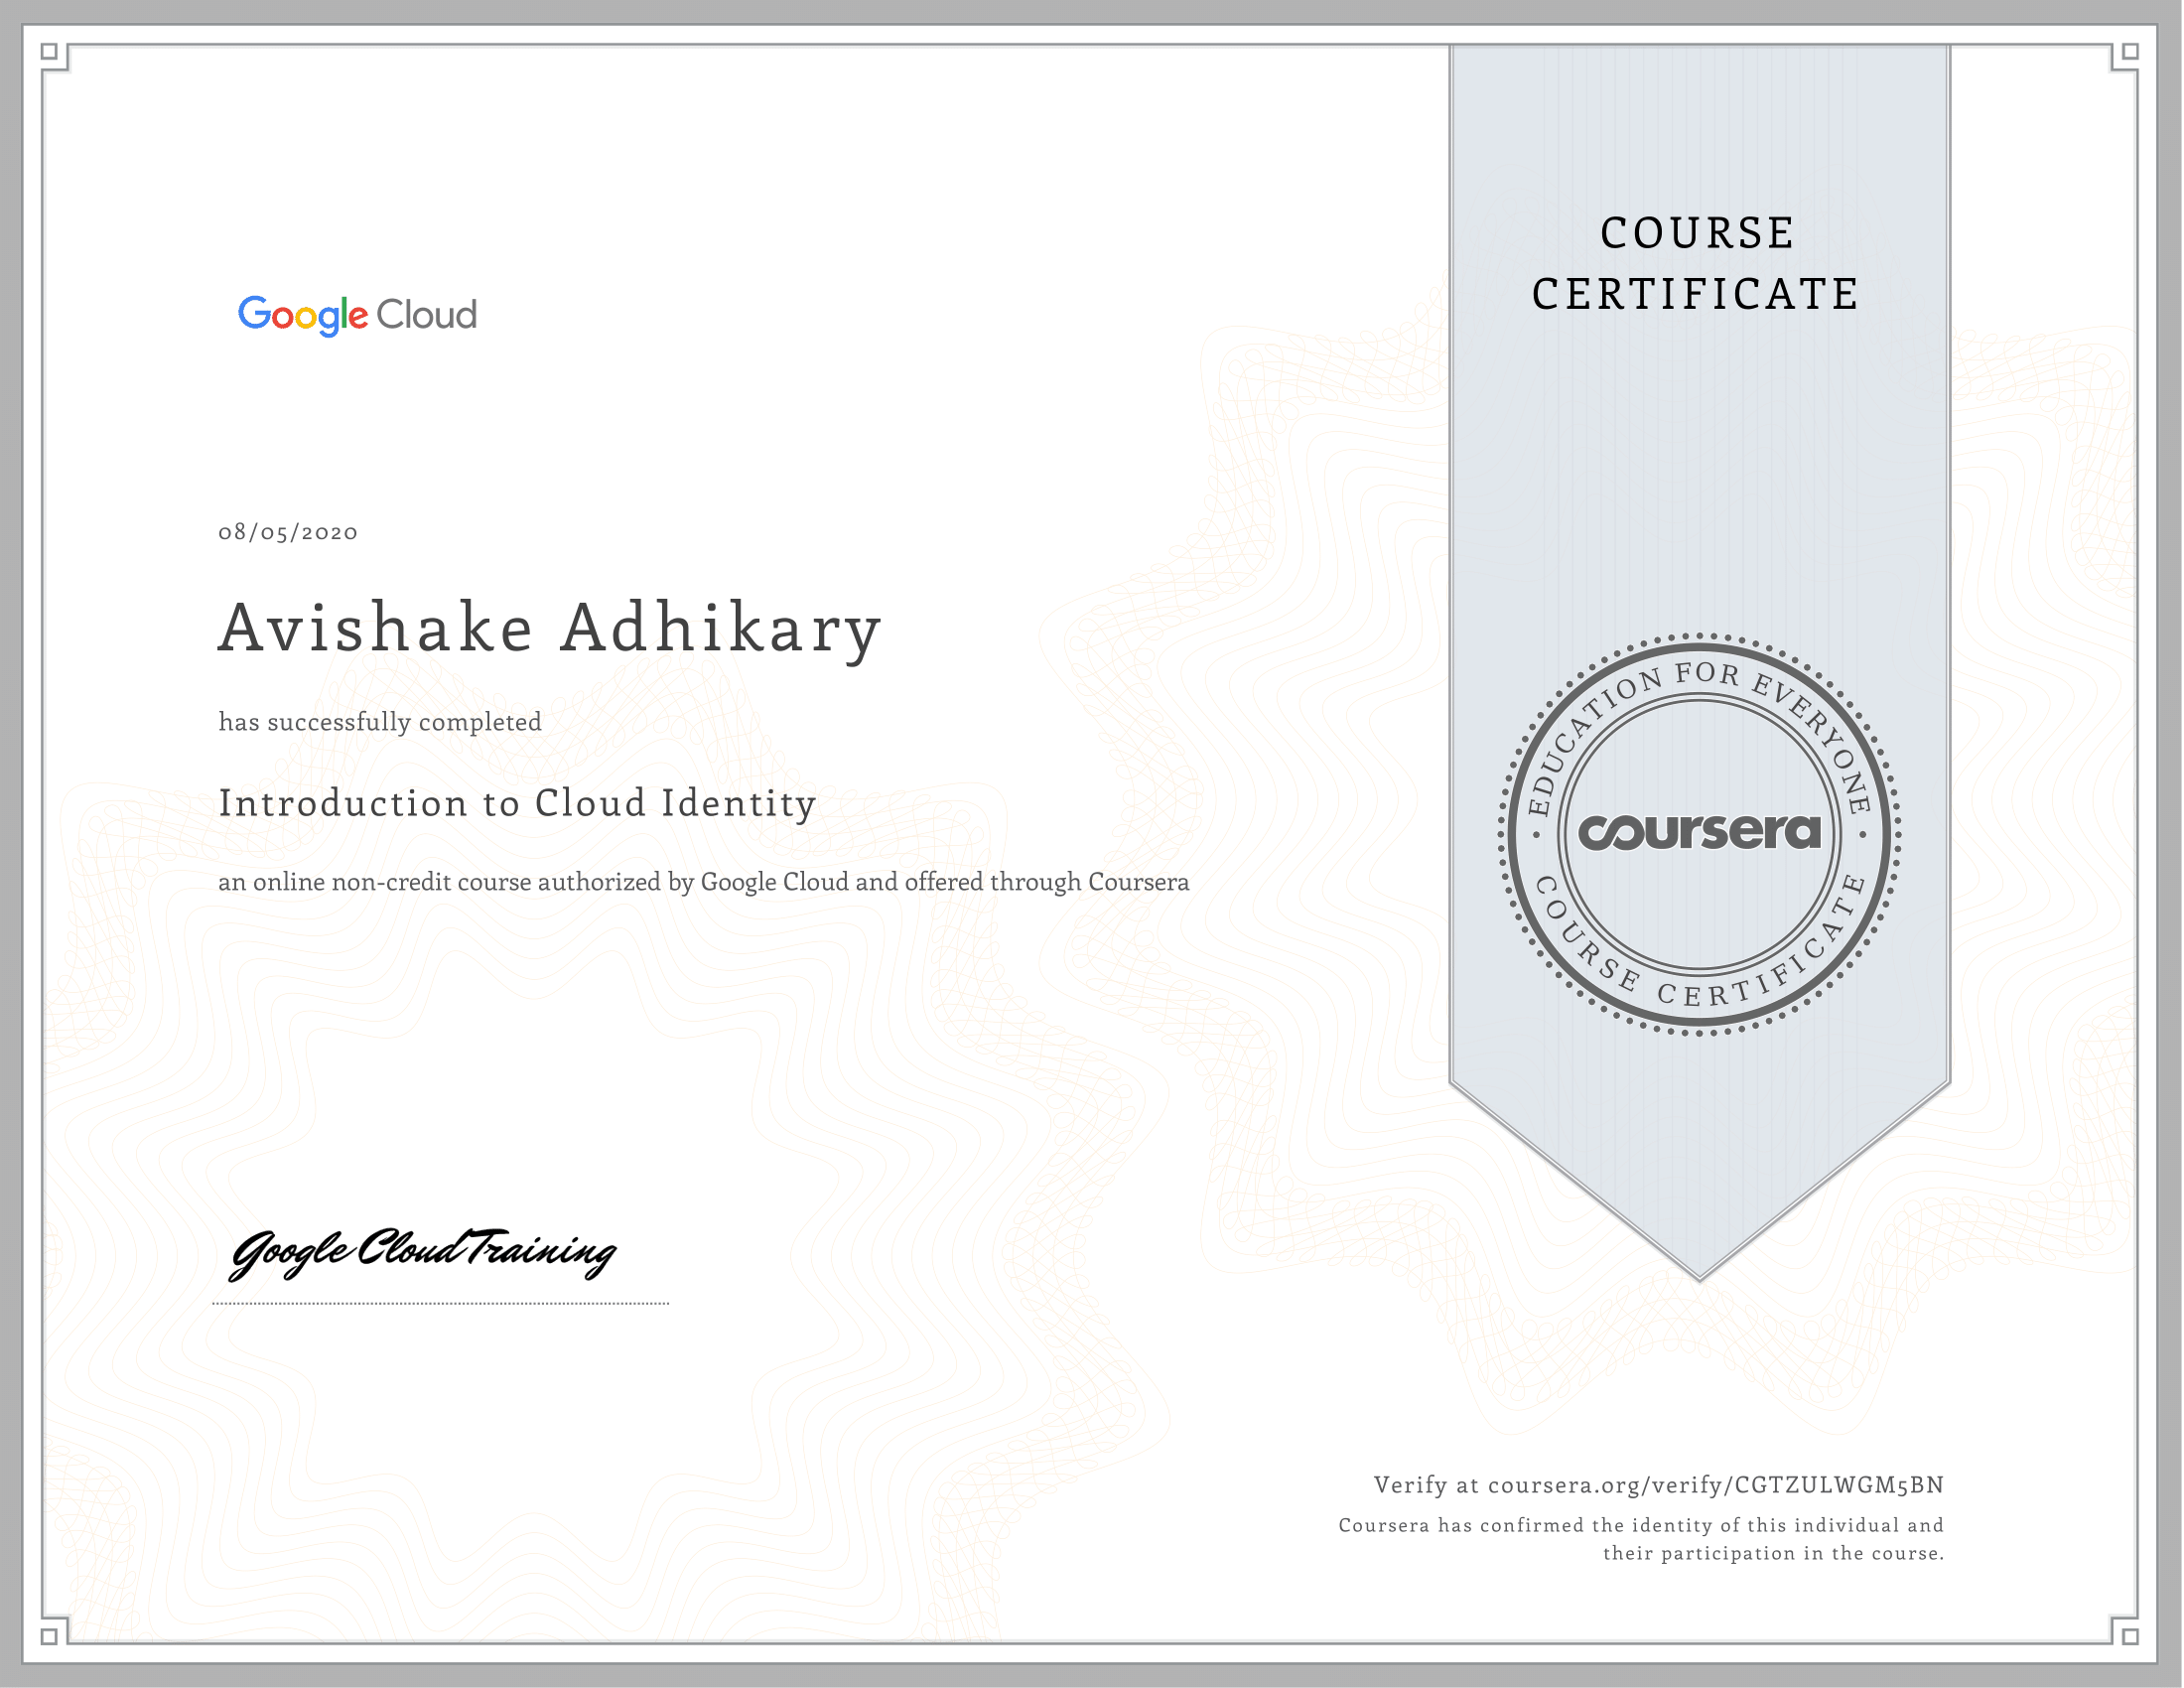 COURSE
CERTIFICATE
Google Cloud
08/05/2020
Avishake Adhikary
has successfully completed
Introduction to Cloud Identity
an online non-credit course authorized by Google Cloud and offered through Coursera
EDUCATION FOR EVERYONE
coursera
COURSE CERTIFICATE
Google Cloud Training
Verify at coursera.org/verify/CGTZULWGM5BN
Coursera has confirmed the identity of this individual and
their participation in the course.